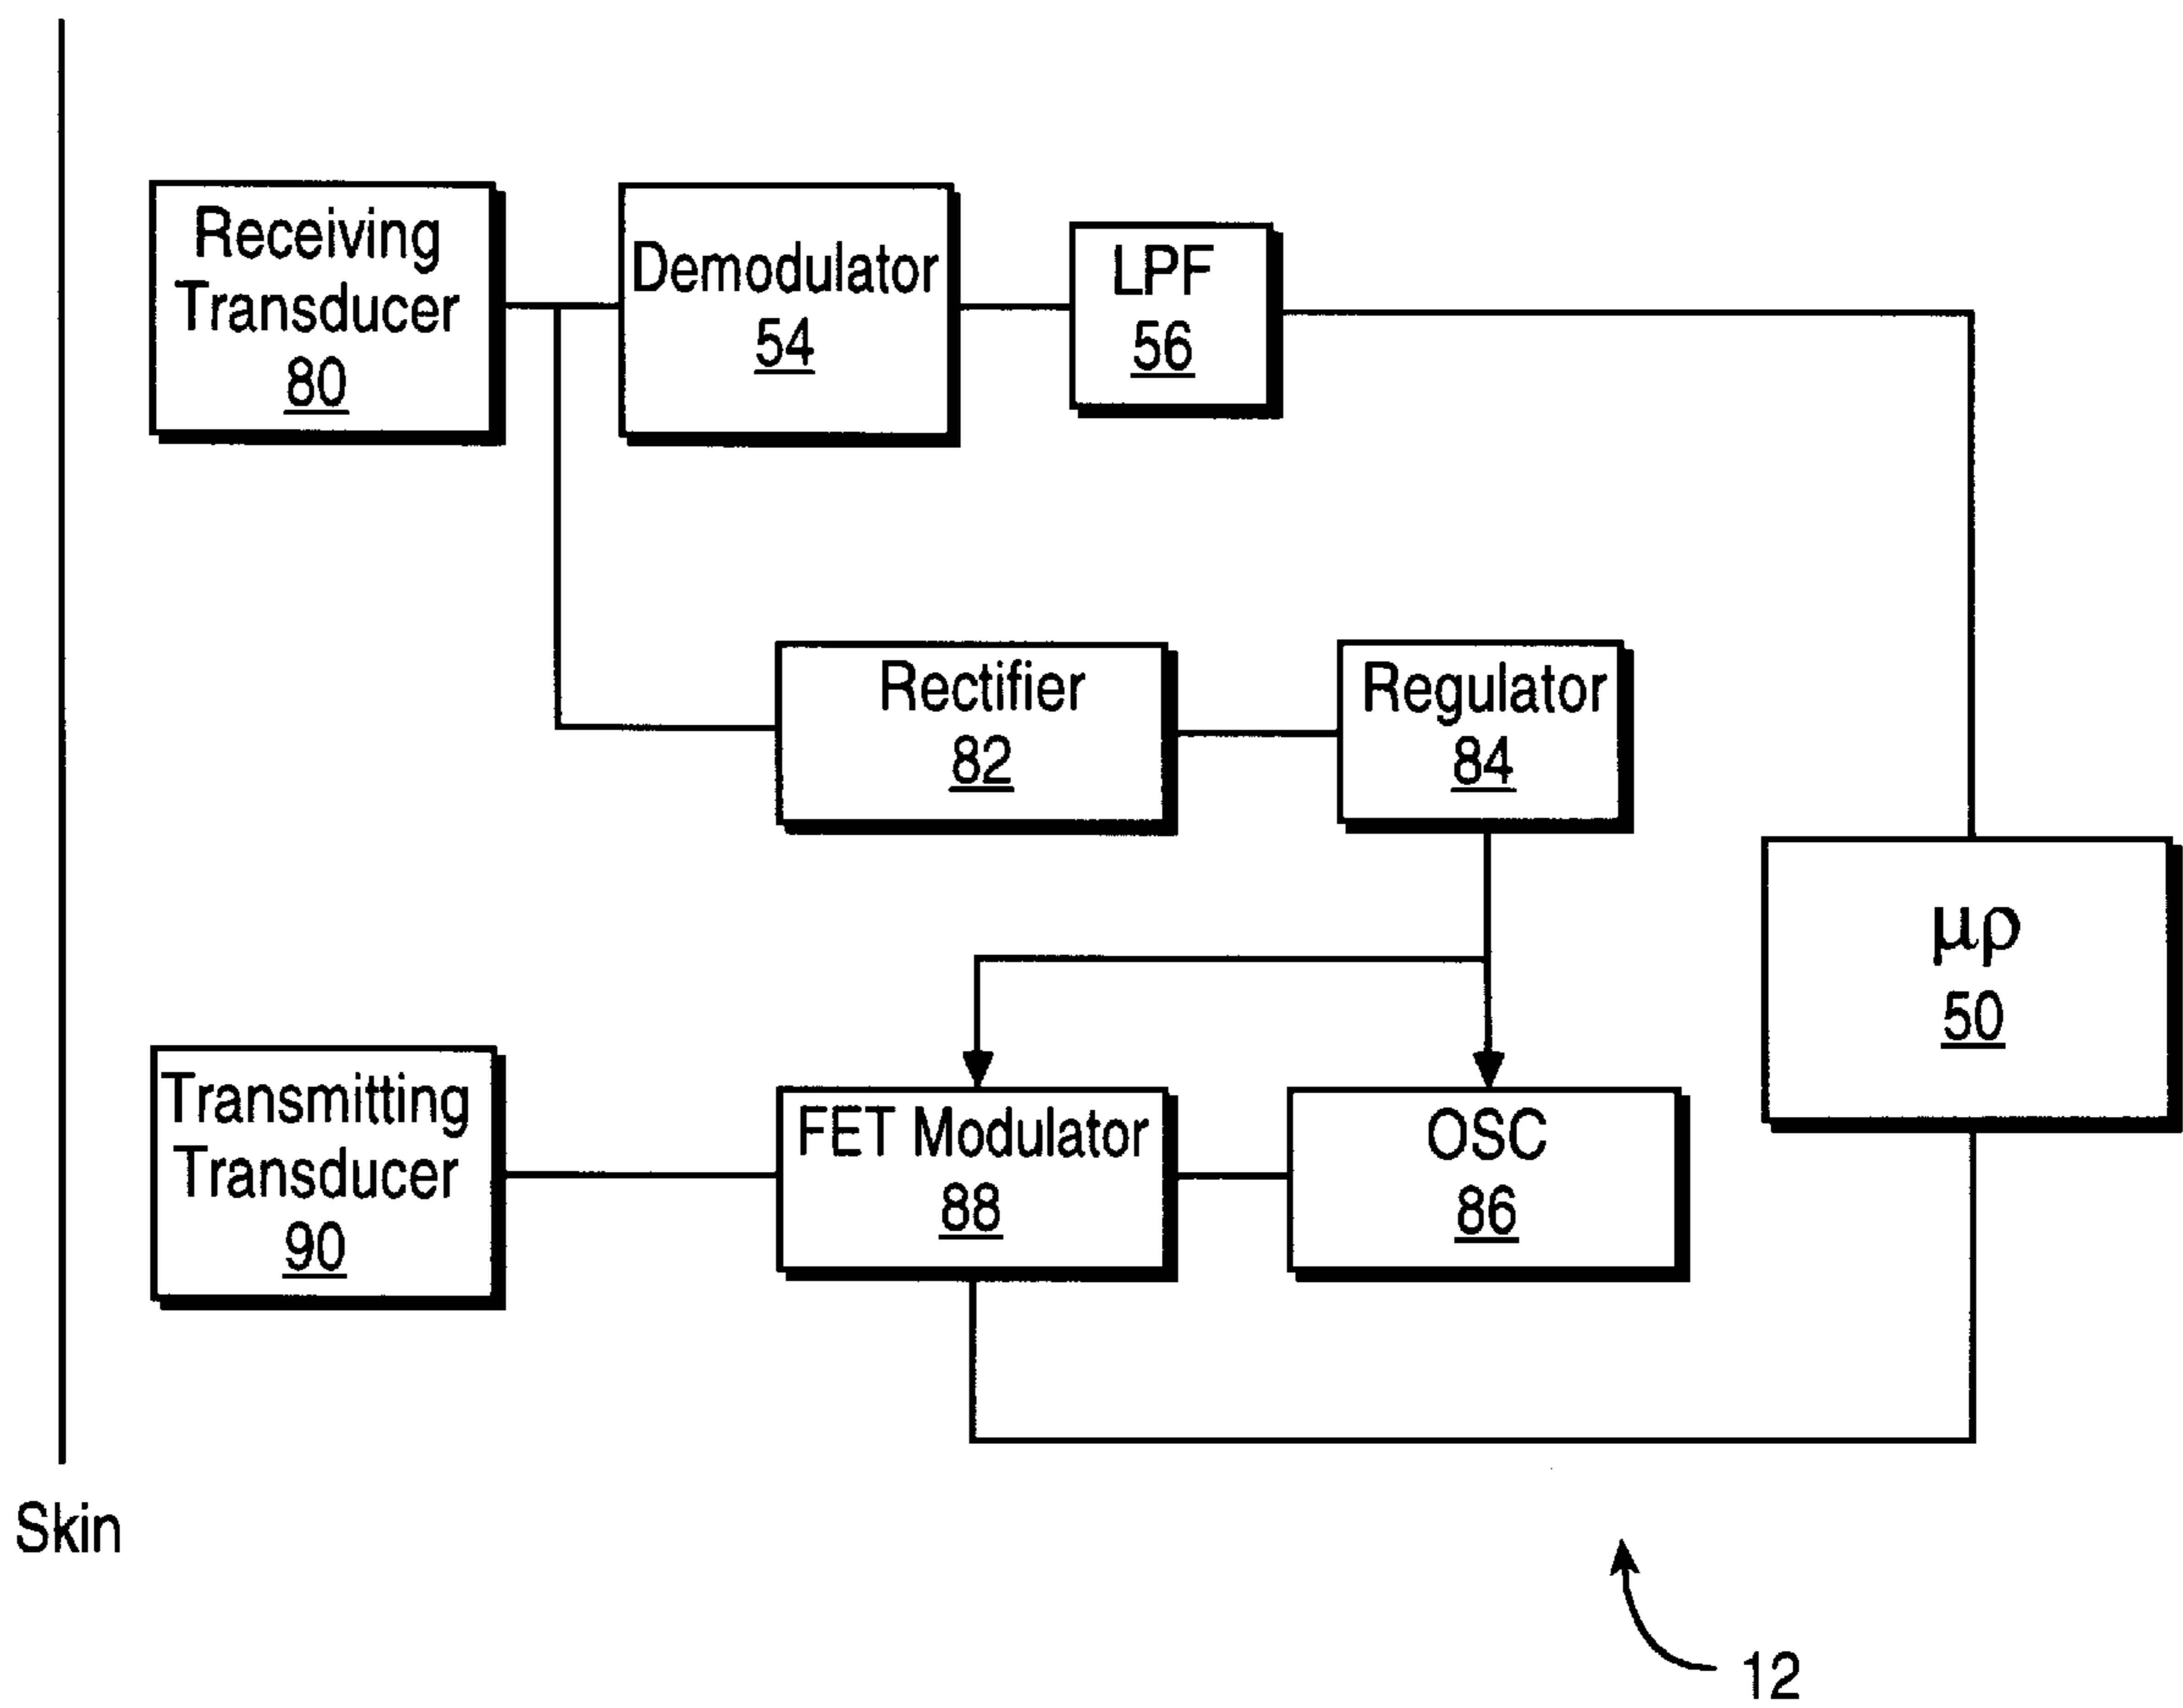 Receiving
Transducer
80
Demodulator
54
LPF
56
Rectifier
82
Regulator
84
μρ
50
Transmitting
Transducer
90
FET Modulator
88
OSC
86
Skin
12